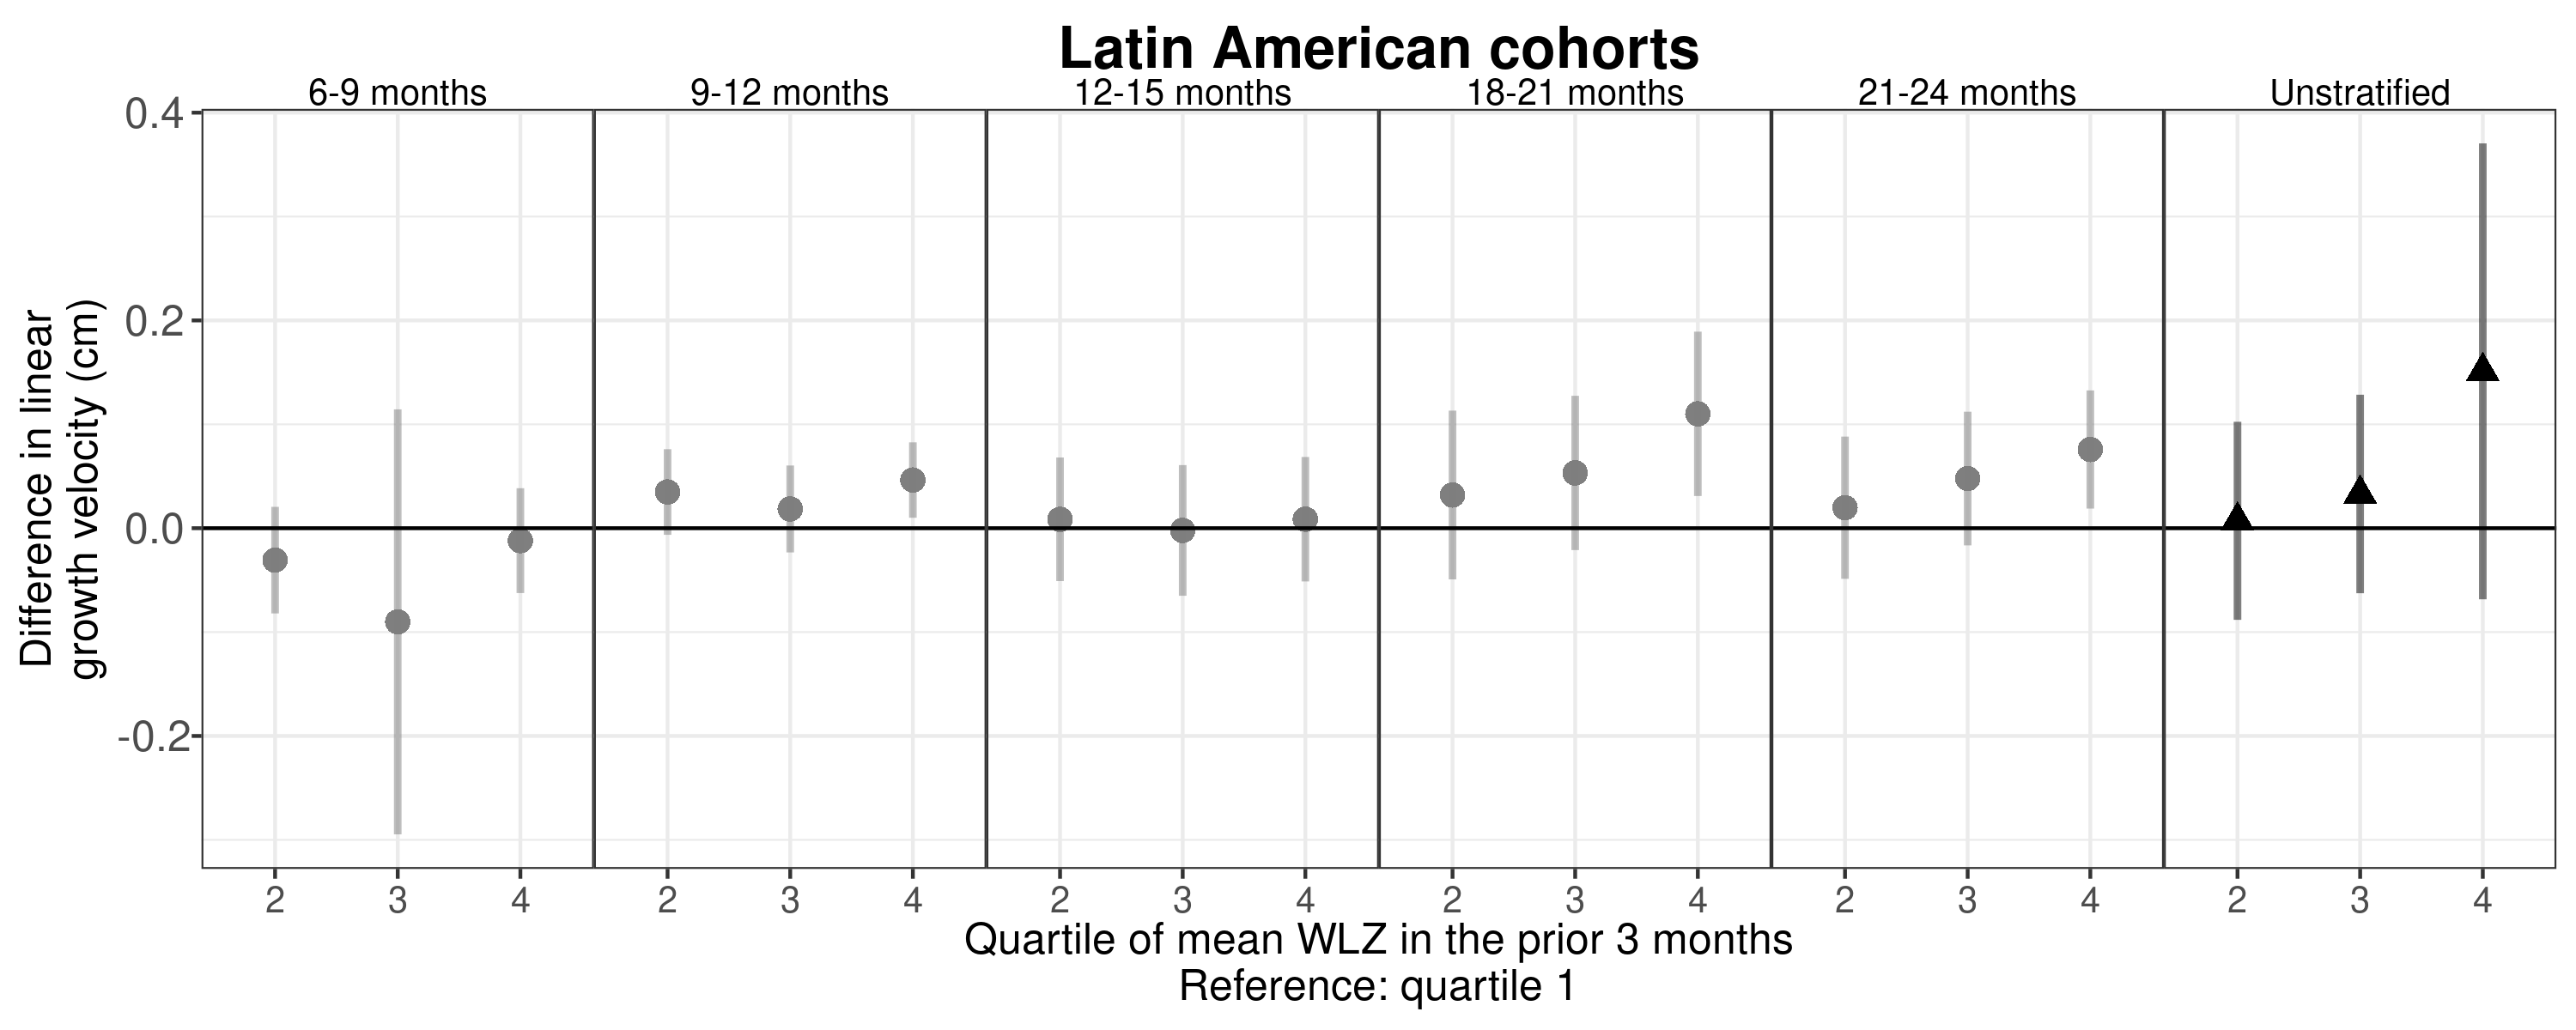 Latin American cohorts
6-9 months 9-12 months 12-15 months 18-21 months 21-24 months Unstratified
0.4
0.2
0.0
-0.2
Difference in linear
growth velocity (cm)
2 3 4 2 3 4 2 3 4 2 3 4 2 3 4 2 3 4
Quartile of mean WLZ in the prior 3 months
Reference: quartile 1